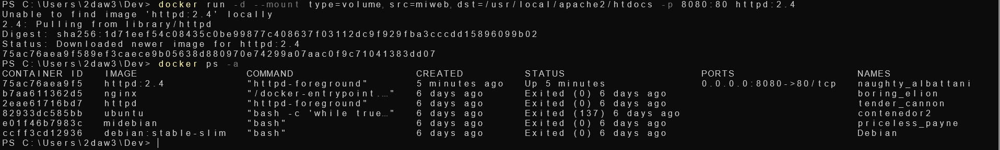 PS C:\Users\2daw3\Dev> docker run -d --mount type=volume,src=miweb,dst=/usr/local/apache2/htdocs -p 8080:80 httpd:2.4
Unable to find image 'httpd:2.4' locally
2.4: Pulling from library/httpd
Digest: sha256:1d71eef54c08435c0be99877c408637f03112dc9f929fba3cccdd15896099b02
Status: Downloaded newer image for httpd:2.4
75ac76aea9f589ef3caece9b05638d880970e74299a07aac0f9c71041383dd07
PS C:\Users\2daw3\Dev> docker ps -a
CONTAINER ID   IMAGE   COMMAND   CREATED   STATUS   PORTS   NAMES
75ac76aea9f5   httpd:2.4   "httpd-foreground"   5 minutes ago   Up 5 minutes   0.0.0.0:8080->80/tcp   naughty_albattani
b7aa611362d5   nginx   "/docker-entrypoint.…"   6 days ago   Exited (0) 6 days ago   boring_elion
2eae61716bd7   httpd   "httpd-foreground"   6 days ago   Exited (0) 6 days ago   tender_cannon
82933dc585bb   ubuntu   "bash -c 'while true…"   6 days ago   Exited (137) 6 days ago   contenedor2
e01f46b7983c   midebian   "bash"   6 days ago   Exited (0) 6 days ago   priceless_payne
ccff3cd12936   debian:stable-slim   "bash"   6 days ago   Exited (0) 6 days ago   Debian
PS C:\Users\2daw3\Dev>